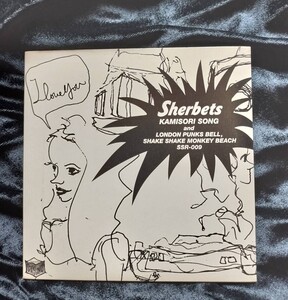 I love you
Sherbets
KAMISORI SONG
and
LONDON PUNKS BELL,
SHAKE SHAKE MONKEY BEACH
SSR-009